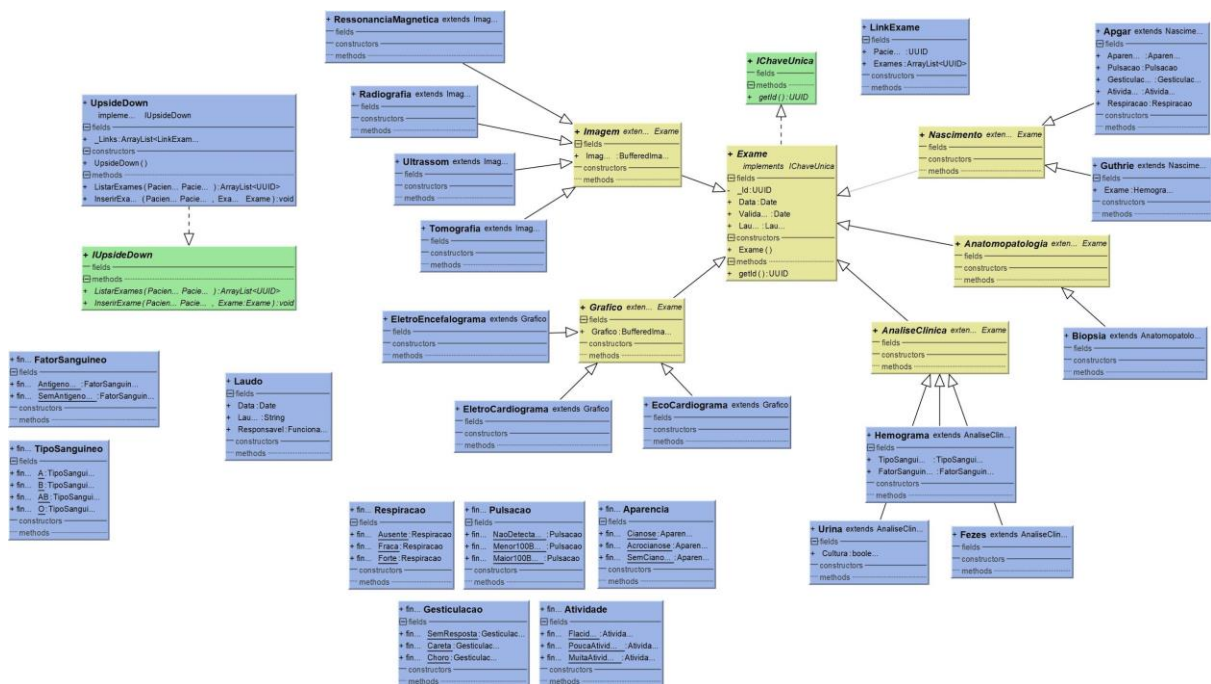 + RessonanciaMagnetica extends Imag...
fields
constructors
methods
+ Radiografia extends Imag...
fields
constructors
methods
+ Ultrassom extends Imag...
fields
constructors
methods
+ Tomografia extends Imag...
fields
constructors
methods
+ UpsideDown
impleme... IUpsideDown
fields
+ _Links:ArrayList<LinkExam...
constructors
+ UpsideDown()
methods
+ ListarExames(Pacien... Pacie... ):ArrayList<UUID>
+ InserirExa... (Pacien... Pacie... , Exa... Exame):void
+ IUpsideDown
fields
methods
+ ListarExames(Pacien... Pacie... ):ArrayList<UUID>
+ InserirExame(Pacien... Pacie... , Exame:Exame):void
+ Imagem exten... Exame
fields
+ Imag... :BufferedIma...
constructors
methods
+ IChaveUnica
fields
methods
+ getId():UUID
+ Exame
implements IChaveUnica
fields
- _Id:UUID
+ Data:Date
+ Valida... :Date
+ Lau... :Lau...
constructors
+ Exame()
methods
+ getId():UUID
+ LinkExame
fields
+ Pacie... :UUID
+ Exames:ArrayList<UUID>
constructors
methods
+ Apgar extends Nascime...
fields
+ Aparen... :Aparen...
+ Pulsacao:Pulsacao
+ Gesticulac... :Gesticulac...
+ Ativida... :Ativida...
+ Respiracao:Respiracao
constructors
methods
+ Nascimento exten... Exame
fields
constructors
methods
+ Guthrie extends Nascime...
fields
+ Exame:Hemogra...
constructors
methods
+ Anatomopatologia exten... Exame
fields
constructors
methods
+ Biopsia extends Anatomopatolo...
fields
constructors
methods
+ Grafico exten... Exame
fields
+ Grafico:BufferedIma...
constructors
methods
+ EletroEncefalograma extends Grafico
fields
constructors
methods
+ EletroCardiograma extends Grafico
fields
constructors
methods
+ EcoCardiograma extends Grafico
fields
constructors
methods
+ AnaliseClinica exten... Exame
fields
constructors
methods
+ Hemograma extends AnaliseClin...
fields
+ TipoSangui... :TipoSangui...
+ FatorSanguin... :FatorSanguin...
constructors
methods
+ Urina extends AnaliseClin...
fields
+ Cultura:boole...
constructors
methods
+ Fezes extends AnaliseClin...
fields
constructors
methods
+ fin... FatorSanguineo
fields
+ fin... Antigeno... :FatorSanguin...
+ fin... SemAntigeno... :FatorSanguin...
constructors
methods
+ fin... TipoSanguineo
fields
+ fin... A:TipoSangui...
+ fin... B:TipoSangui...
+ fin... AB:TipoSangui...
+ fin... O:TipoSangui...
constructors
methods
+ Laudo
fields
+ Data:Date
+ Lau... :String
+ Responsavel:Funciona...
constructors
methods
+ fin... Respiracao
fields
+ fin... Ausente:Respiracao
+ fin... Fraca:Respiracao
+ fin... Forte:Respiracao
constructors
methods
+ fin... Pulsacao
fields
+ fin... NaoDetecta... :Pulsacao
+ fin... Menor100B... :Pulsacao
+ fin... Maior100B... :Pulsacao
constructors
methods
+ fin... Aparencia
fields
+ fin... Cianose:Aparen...
+ fin... Acrocianose:Aparen...
+ fin... SemCiano... :Aparen...
constructors
methods
+ fin... Gesticulacao
fields
+ fin... SemResposta:Gesticulac...
+ fin... Careta:Gesticulac...
+ fin... Choro:Gesticulac...
constructors
methods
+ fin... Atividade
fields
+ fin... Flacid... :Ativida...
+ fin... PoucaAtivid... :Ativida...
+ fin... MuitaAtivid... :Ativida...
constructors
methods